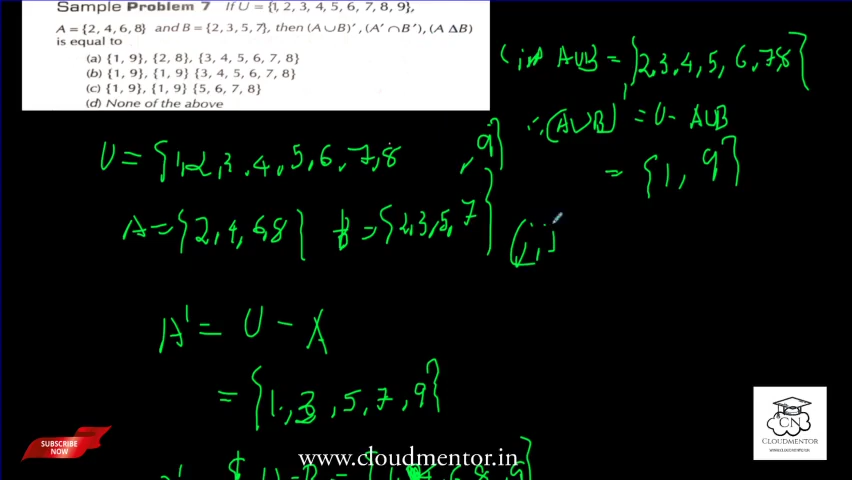 Sample Problem 7 If U = {1, 2, 3, 4, 5, 6, 7, 8, 9},
A = {2, 4, 6, 8} and B = {2, 3, 5, 7}, then (A ∪ B)′, (A′ ∩ B′), (A Δ B)
is equal to
(a) {1, 9}, {2, 8}, {3, 4, 5, 6, 7, 8}
(b) {1, 9}, {1, 9} {3, 4, 5, 6, 7, 8}
(c) {1, 9}, {1, 9} {5, 6, 7, 8}
(d) None of the above
A∪B = {2,3,4,5,6,7,8}
∴ (A∪B)' = U - A∪B
= {1, 9}
U = {1,2,3,4,5,6,7,8,9}
A = {2,4,6,8} B = {2,3,5,7}
(ii
A' = U - A
= {1,3,5,7,9}
SUBSCRIBE
NOW
www.cloudmentor.in
CN
CLOUDMENTOR